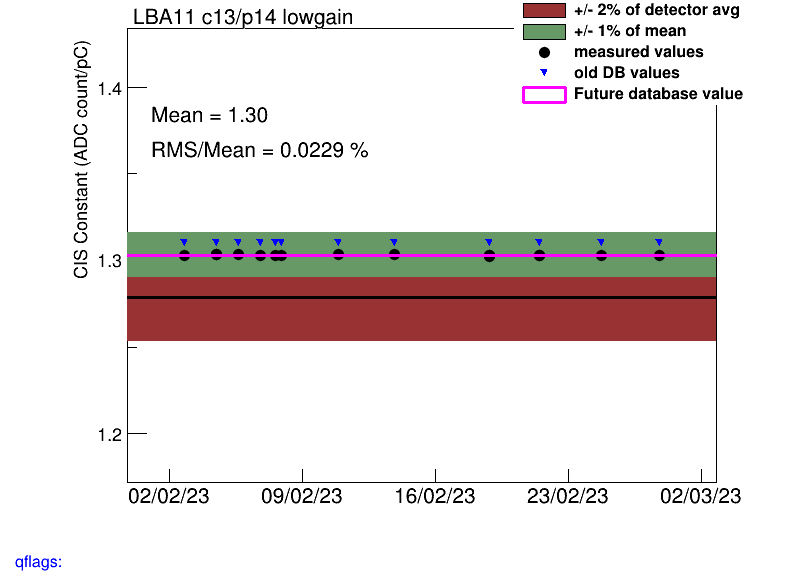 LBA11 c13/p14 lowgain
+/- 2% of detector avg
+/- 1% of mean
measured values
old DB values
Future database value
CIS Constant (ADC count/pC)
1.4
Mean = 1.30
RMS/Mean = 0.0229 %
1.3
1.2
02/02/23 09/02/23 16/02/23 23/02/23 02/03/23
qflags: